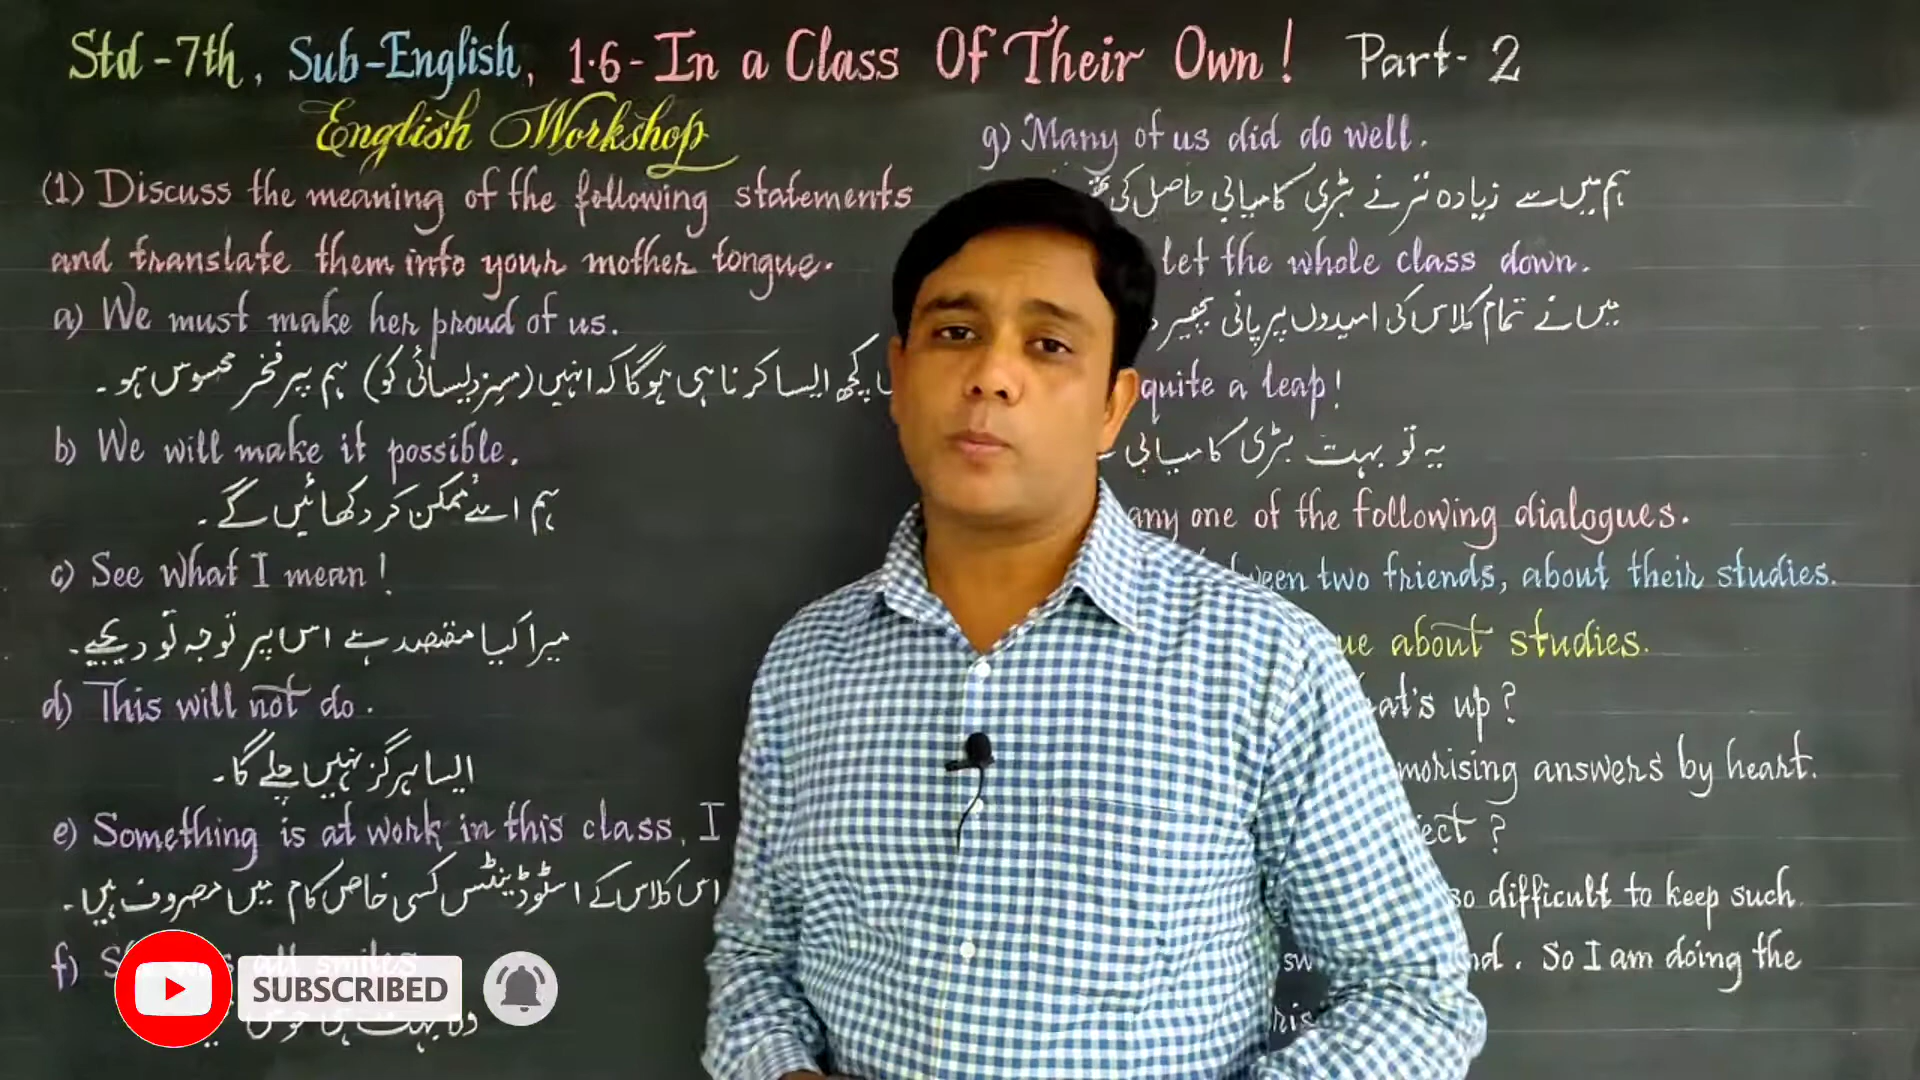 Std-7th, Sub-English, 1.6-In a Class Of Their Own! Part-2
English Workshop
(1) Discuss the meaning of the following statements
and translate them into your mother tongue.
a) We must make her proud of us.
کچھ ایسا کرنا ہی ہوگا کہ انہیں (مسز دیسائی کو) ہم پر فخر محسوس ہو۔
b) We will make it possible.
ہم اسے ممکن کر دکھائیں گے۔
c) See what I mean!
میرا کیا مقصد ہے اس پر توجہ تو دیجیے۔
d) This will not do.
ایسا ہرگز نہیں چلے گا۔
e) Something is at work in this class, I
اس کلاس کے اسٹوڈینٹس کسی خاص کام میں مصروف ہیں۔
f) all smiles
SUBSCRIBED
g) Many of us did do well.
ہم میں سے زیادہ تر نے بڑی کامیابی حاصل کی
let the whole class down.
میں نے تمام کلاس کی امیدوں پر پانی پھیر
quite a leap!
یہ تو بہت بڑی کامیابی
any one of the following dialogues.
two friends, about their studies.
about studies.
up?
answers by heart.
?
so difficult to keep such
. So I am doing the